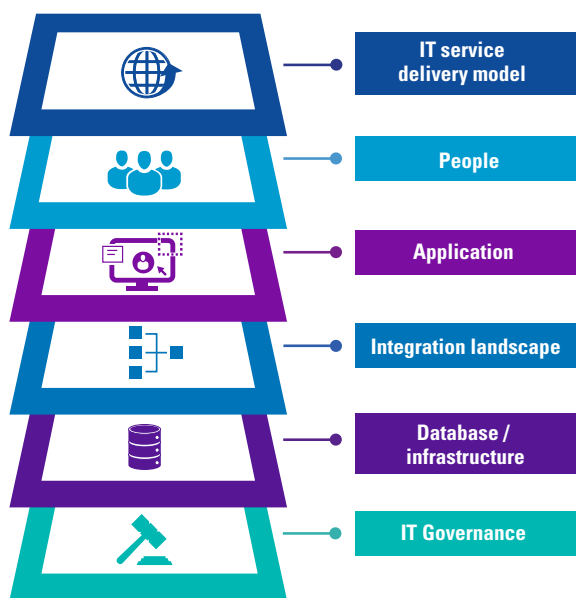 IT service
delivery model
People
Application
Integration landscape
Database /
infrastructure
IT Governance